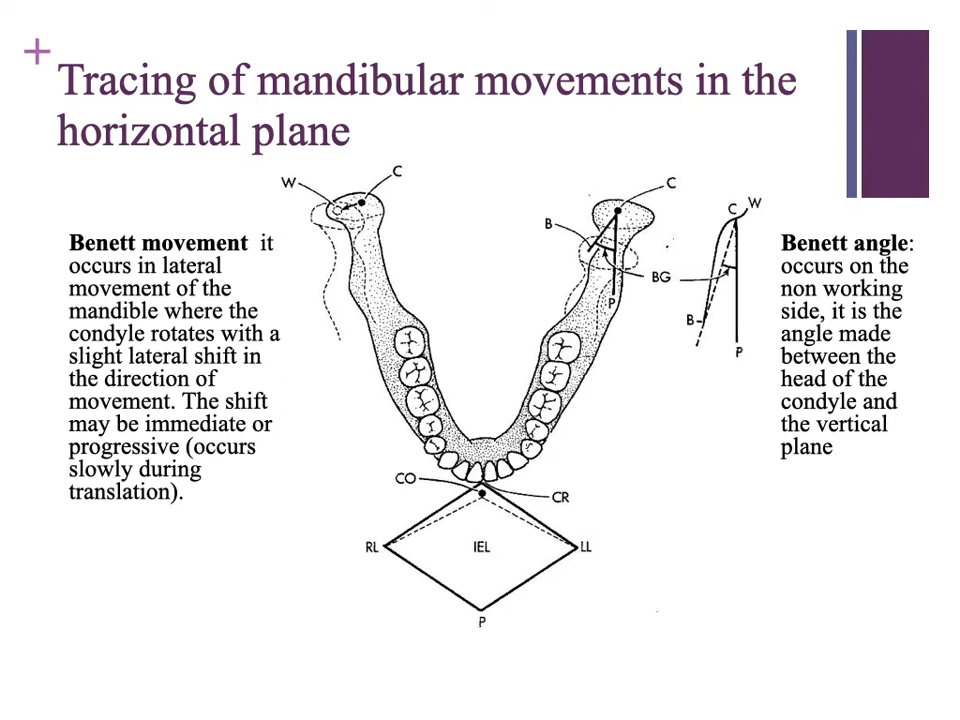 +
Tracing of mandibular movements in the
horizontal plane
Benett movement it
occurs in lateral
movement of the
mandible where the
condyle rotates with a
slight lateral shift in
the direction of
movement. The shift
may be immediate or
progressive (occurs
slowly during
translation).
W
C
C
B
BG
P
C
W
B
P
CO
CR
RL
IEL
LL
P
Benett angle:
occurs on the
non working
side, it is the
angle made
between the
head of the
condyle and
the vertical
plane